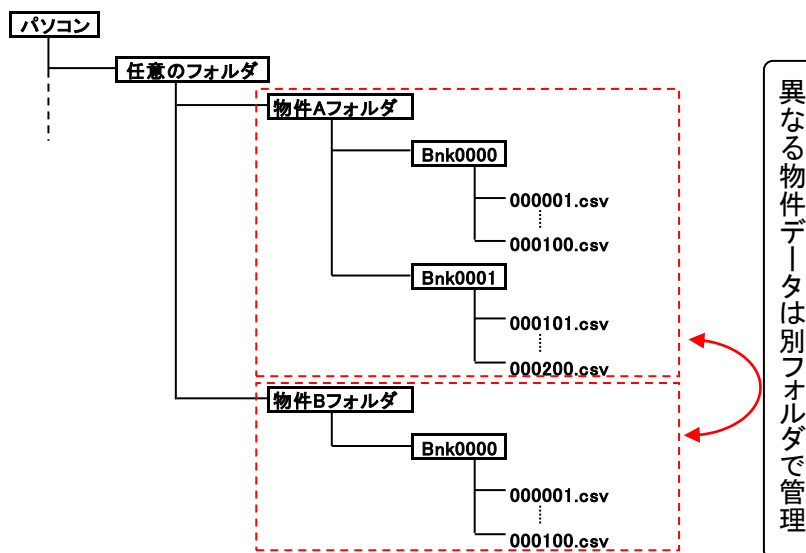 パソコン
任意のフォルダ
物件Aフォルダ
Bnk0000
000001.csv
000100.csv
Bnk0001
000101.csv
000200.csv
物件Bフォルダ
Bnk0000
000001.csv
000100.csv
異なる物件データは別フォルダで管理